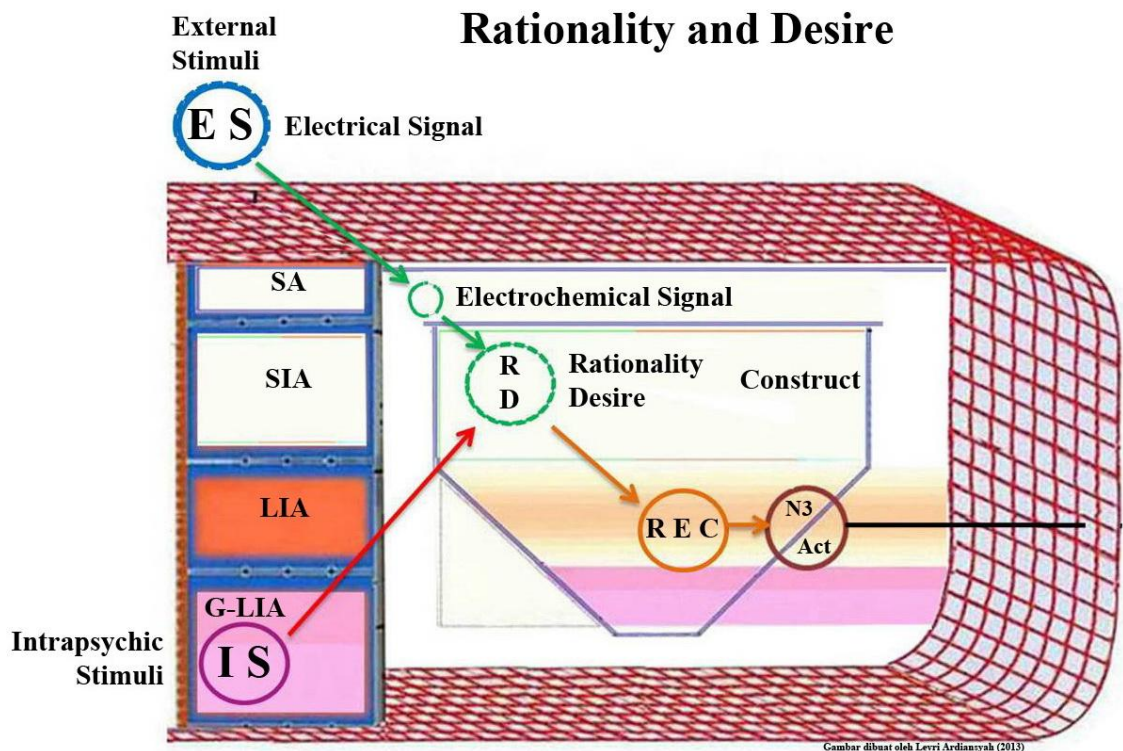 Rationality and Desire
External
Stimuli
E S
Electrical Signal
SA
Electrochemical Signal
SIA
R
D
Rationality
Desire
Construct
LIA
R E C
N3
Act
G-LIA
I S
Intrapsychic
Stimuli
Gambar dibuat oleh Levri Ardiansyah (2013)